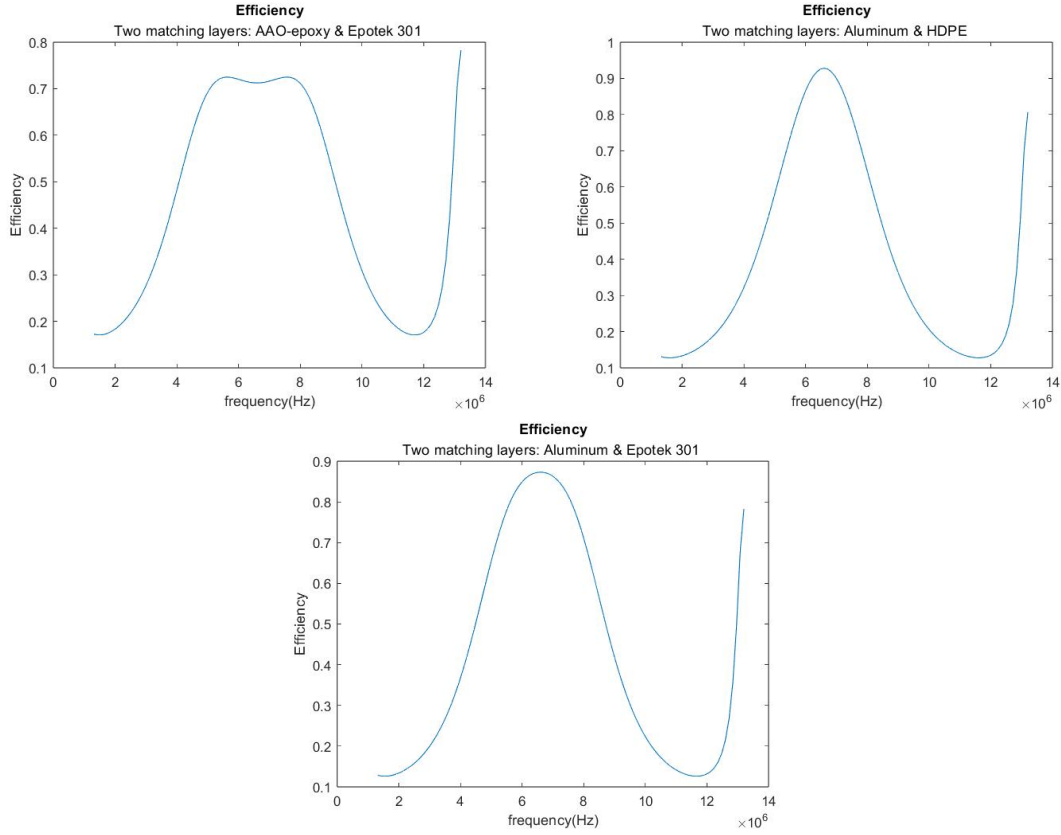 Efficiency
Two matching layers: AAO-epoxy & Epotek 301
0.8
0.7
0.6
0.5
0.4
0.3
0.2
0.1
Efficiency
0 2 4 6 8 10 12 14
frequency(Hz)
×10^6
Efficiency
Two matching layers: Aluminum & HDPE
1
0.9
0.8
0.7
0.6
0.5
0.4
0.3
0.2
0.1
Efficiency
0 2 4 6 8 10 12 14
frequency(Hz)
×10^6
Efficiency
Two matching layers: Aluminum & Epotek 301
0.9
0.8
0.7
0.6
0.5
0.4
0.3
0.2
0.1
Efficiency
0 2 4 6 8 10 12 14
frequency(Hz)
×10^6